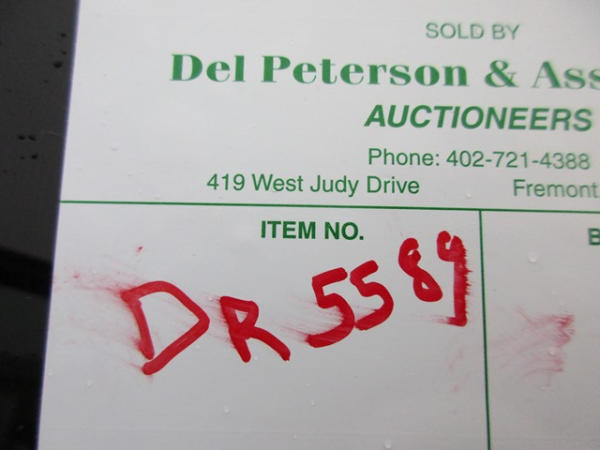 SOLD BY
Del Peterson & Ass
AUCTIONEERS
Phone: 402-721-4388
419 West Judy Drive Fremont,
ITEM NO. B
DR 5589